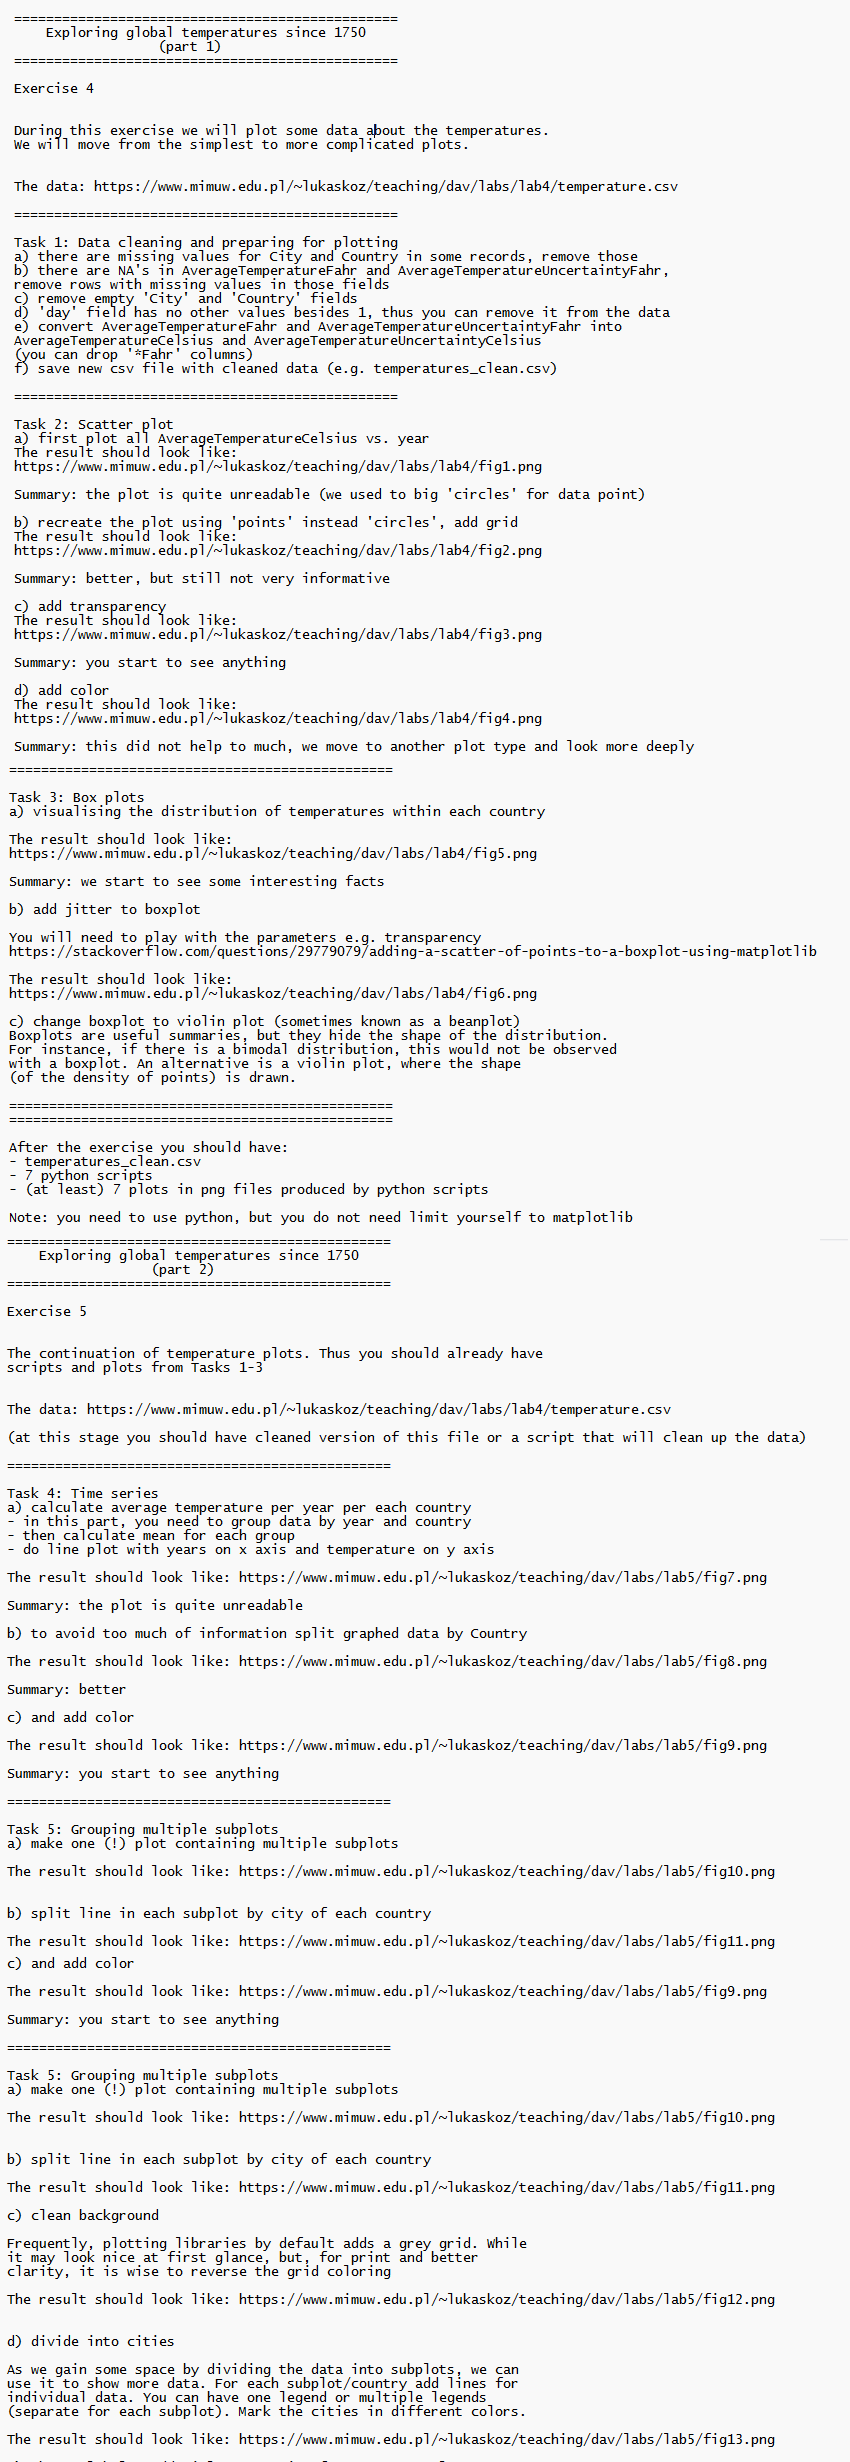 ================================================
Exploring global temperatures since 1750
(part 1)
================================================
Exercise 4
During this exercise we will plot some data about the temperatures.
We will move from the simplest to more complicated plots.
The data: https://www.mimuw.edu.pl/~lukaskoz/teaching/dav/labs/lab4/temperature.csv
================================================
Task 1: Data cleaning and preparing for plotting
a) there are missing values for City and Country in some records, remove those
b) there are NA's in AverageTemperatureFahr and AverageTemperatureUncertaintyFahr,
remove rows with missing values in those fields
c) remove empty 'City' and 'Country' fields
d) 'day' field has no other values besides 1, thus you can remove it from the data
e) convert AverageTemperatureFahr and AverageTemperatureUncertaintyFahr into
AverageTemperatureCelsius and AverageTemperatureUncertaintyCelsius
(you can drop '*Fahr' columns)
f) save new csv file with cleaned data (e.g. temperatures_clean.csv)
================================================
Task 2: Scatter plot
a) first plot all AverageTemperatureCelsius vs. year
The result should look like:
https://www.mimuw.edu.pl/~lukaskoz/teaching/dav/labs/lab4/fig1.png
Summary: the plot is quite unreadable (we used to big 'circles' for data point)
b) recreate the plot using 'points' instead 'circles', add grid
The result should look like:
https://www.mimuw.edu.pl/~lukaskoz/teaching/dav/labs/lab4/fig2.png
Summary: better, but still not very informative
c) add transparency
The result should look like:
https://www.mimuw.edu.pl/~lukaskoz/teaching/dav/labs/lab4/fig3.png
Summary: you start to see anything
d) add color
The result should look like:
https://www.mimuw.edu.pl/~lukaskoz/teaching/dav/labs/lab4/fig4.png
Summary: this did not help to much, we move to another plot type and look more deeply
================================================
Task 3: Box plots
a) visualising the distribution of temperatures within each country
The result should look like:
https://www.mimuw.edu.pl/~lukaskoz/teaching/dav/labs/lab4/fig5.png
Summary: we start to see some interesting facts
b) add jitter to boxplot
You will need to play with the parameters e.g. transparency
https://stackoverflow.com/questions/29779079/adding-a-scatter-of-points-to-a-boxplot-using-matplotlib
The result should look like:
https://www.mimuw.edu.pl/~lukaskoz/teaching/dav/labs/lab4/fig6.png
c) change boxplot to violin plot (sometimes known as a beanplot)
Boxplots are useful summaries, but they hide the shape of the distribution.
For instance, if there is a bimodal distribution, this would not be observed
with a boxplot. An alternative is a violin plot, where the shape
(of the density of points) is drawn.
================================================
================================================
After the exercise you should have:
- temperatures_clean.csv
- 7 python scripts
- (at least) 7 plots in png files produced by python scripts
Note: you need to use python, but you do not need limit yourself to matplotlib
================================================
Exploring global temperatures since 1750
(part 2)
================================================
Exercise 5
The continuation of temperature plots. Thus you should already have
scripts and plots from Tasks 1-3
The data: https://www.mimuw.edu.pl/~lukaskoz/teaching/dav/labs/lab4/temperature.csv
(at this stage you should have cleaned version of this file or a script that will clean up the data)
================================================
Task 4: Time series
a) calculate average temperature per year per each country
- in this part, you need to group data by year and country
- then calculate mean for each group
- do line plot with years on x axis and temperature on y axis
The result should look like: https://www.mimuw.edu.pl/~lukaskoz/teaching/dav/labs/lab5/fig7.png
Summary: the plot is quite unreadable
b) to avoid too much of information split graphed data by Country
The result should look like: https://www.mimuw.edu.pl/~lukaskoz/teaching/dav/labs/lab5/fig8.png
Summary: better
c) and add color
The result should look like: https://www.mimuw.edu.pl/~lukaskoz/teaching/dav/labs/lab5/fig9.png
Summary: you start to see anything
================================================
Task 5: Grouping multiple subplots
a) make one (!) plot containing multiple subplots
The result should look like: https://www.mimuw.edu.pl/~lukaskoz/teaching/dav/labs/lab5/fig10.png
b) split line in each subplot by city of each country
The result should look like: https://www.mimuw.edu.pl/~lukaskoz/teaching/dav/labs/lab5/fig11.png
c) and add color
The result should look like: https://www.mimuw.edu.pl/~lukaskoz/teaching/dav/labs/lab5/fig9.png
Summary: you start to see anything
================================================
Task 5: Grouping multiple subplots
a) make one (!) plot containing multiple subplots
The result should look like: https://www.mimuw.edu.pl/~lukaskoz/teaching/dav/labs/lab5/fig10.png
b) split line in each subplot by city of each country
The result should look like: https://www.mimuw.edu.pl/~lukaskoz/teaching/dav/labs/lab5/fig11.png
c) clean background
Frequently, plotting libraries by default adds a grey grid. While
it may look nice at first glance, but, for print and better
clarity, it is wise to reverse the grid coloring
The result should look like: https://www.mimuw.edu.pl/~lukaskoz/teaching/dav/labs/lab5/fig12.png
d) divide into cities
As we gain some space by dividing the data into subplots, we can
use it to show more data. For each subplot/country add lines for
individual data. You can have one legend or multiple legends
(separate for each subplot). Mark the cities in different colors.
The result should look like: https://www.mimuw.edu.pl/~lukaskoz/teaching/dav/labs/lab5/fig13.png